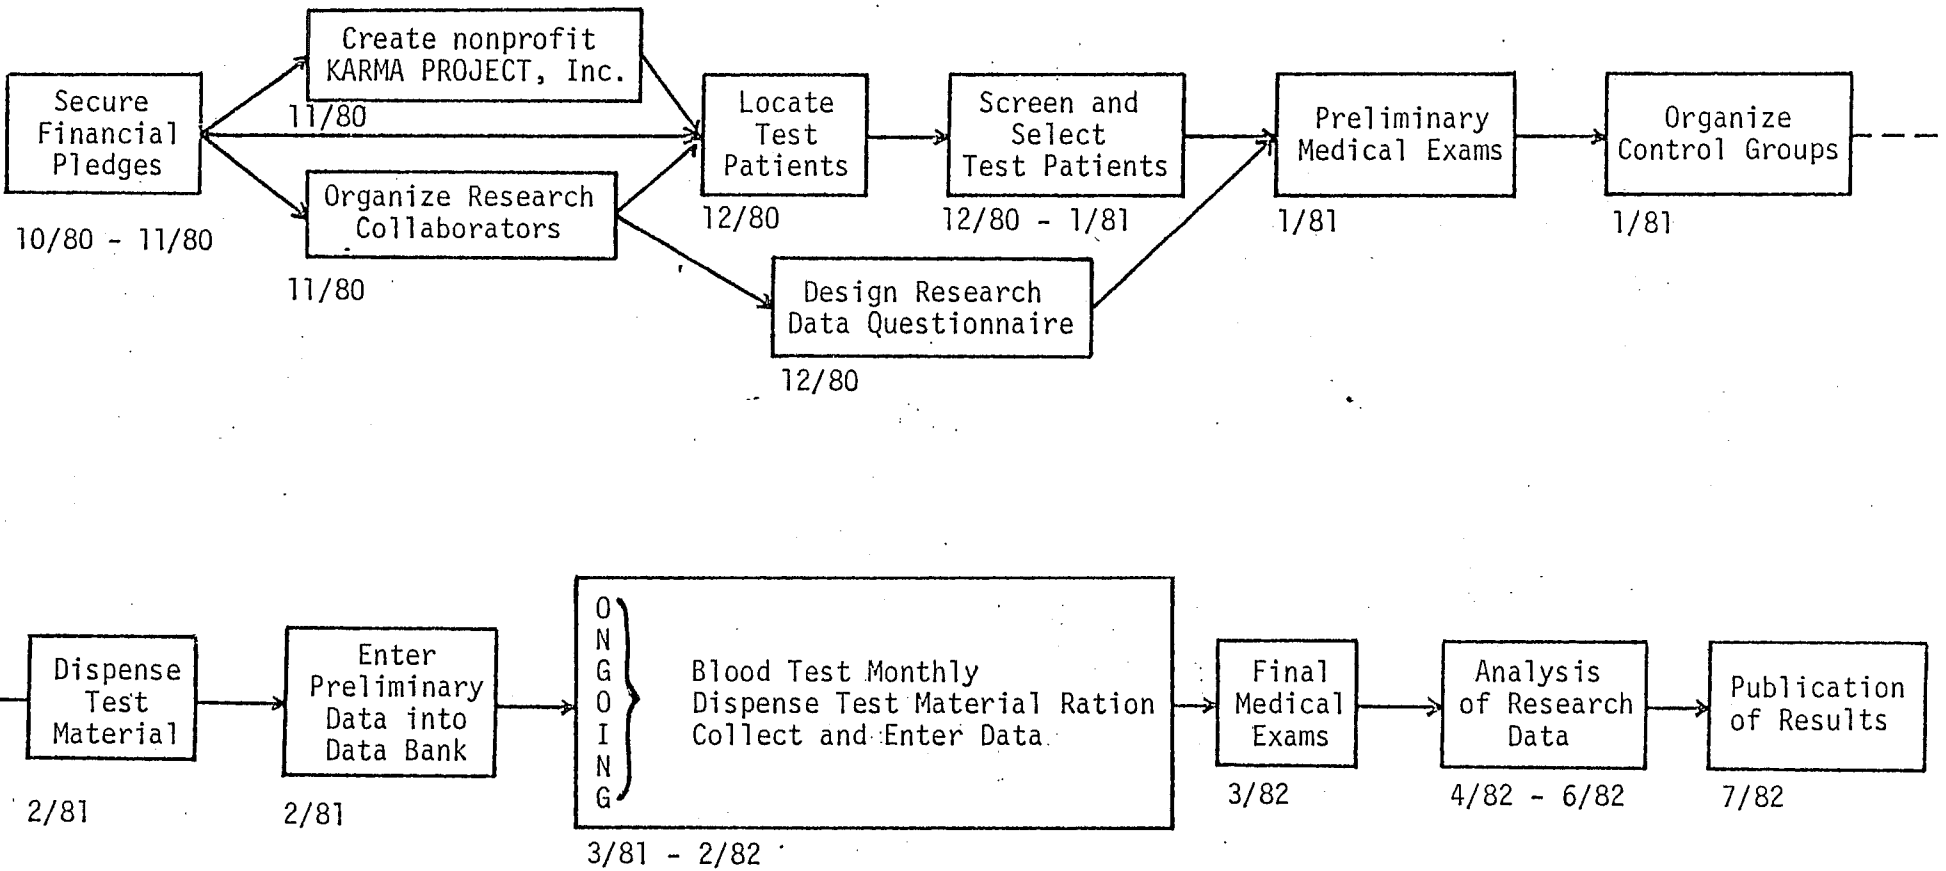 Create nonprofit
KARMA PROJECT, Inc.
11/80
Secure
Financial
Pledges
10/80 - 11/80
Organize Research
Collaborators
11/80
Locate
Test
Patients
12/80
Screen and
Select
Test Patients
12/80 - 1/81
Design Research
Data Questionnaire
12/80
Preliminary
Medical Exams
1/81
Organize
Control Groups
1/81
Dispense
Test
Material
2/81
Enter
Preliminary
Data into
Data Bank
2/81
O
N
G
O
I
N
G
Blood Test Monthly
Dispense Test Material Ration
Collect and Enter Data
3/81 - 2/82
Final
Medical
Exams
3/82
Analysis
of Research
Data
4/82 - 6/82
Publication
of Results
7/82